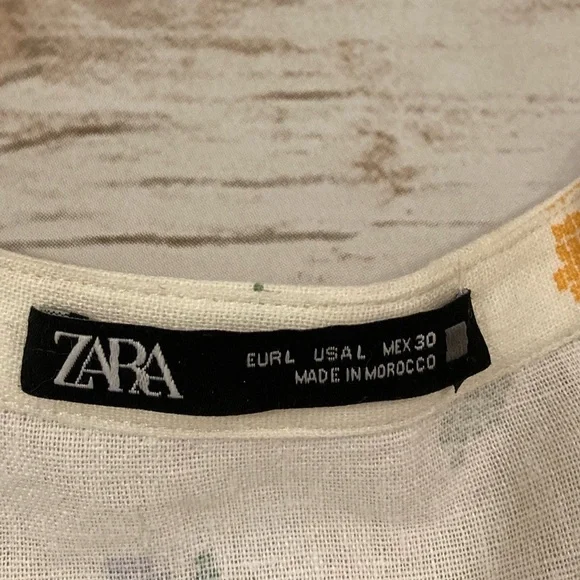 ZARA
EUR L USA L MEX 30
MADE IN MOROCCO